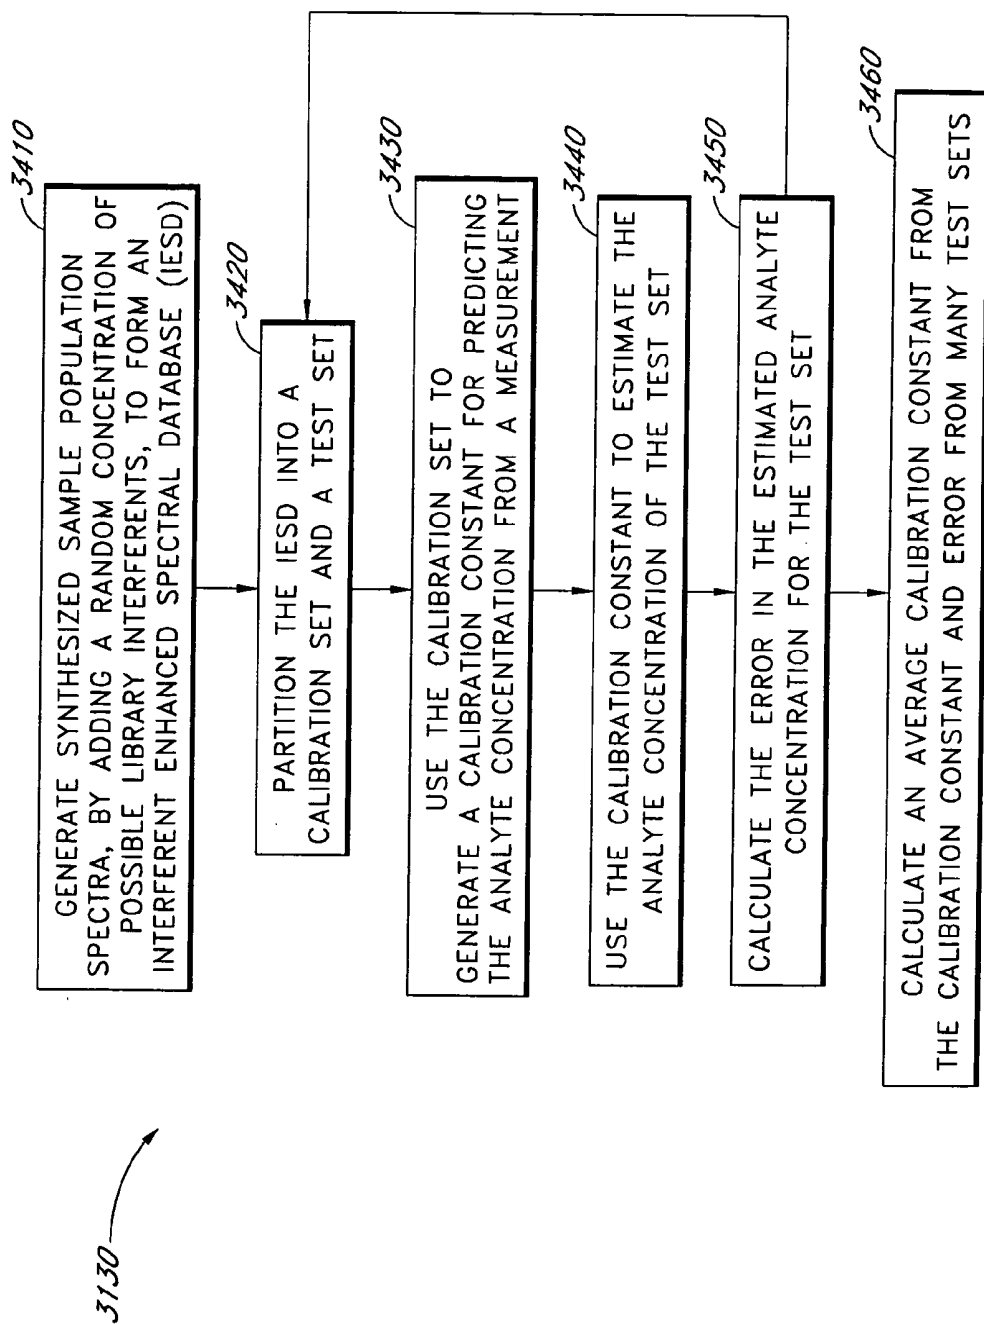 3130
3410
GENERATE SYNTHESIZED SAMPLE POPULATION
SPECTRA, BY ADDING A RANDOM CONCENTRATION OF
POSSIBLE LIBRARY INTERFERENTS, TO FORM AN
INTERFERENT ENHANCED SPECTRAL DATABASE (IESD)
3420
PARTITION THE IESD INTO A
CALIBRATION SET AND A TEST SET
3430
USE THE CALIBRATION SET TO
GENERATE A CALIBRATION CONSTANT FOR PREDICTING
THE ANALYTE CONCENTRATION FROM A MEASUREMENT
3440
USE THE CALIBRATION CONSTANT TO ESTIMATE THE
ANALYTE CONCENTRATION OF THE TEST SET
3450
CALCULATE THE ERROR IN THE ESTIMATED ANALYTE
CONCENTRATION FOR THE TEST SET
3460
CALCULATE AN AVERAGE CALIBRATION CONSTANT FROM
THE CALIBRATION CONSTANT AND ERROR FROM MANY TEST SETS